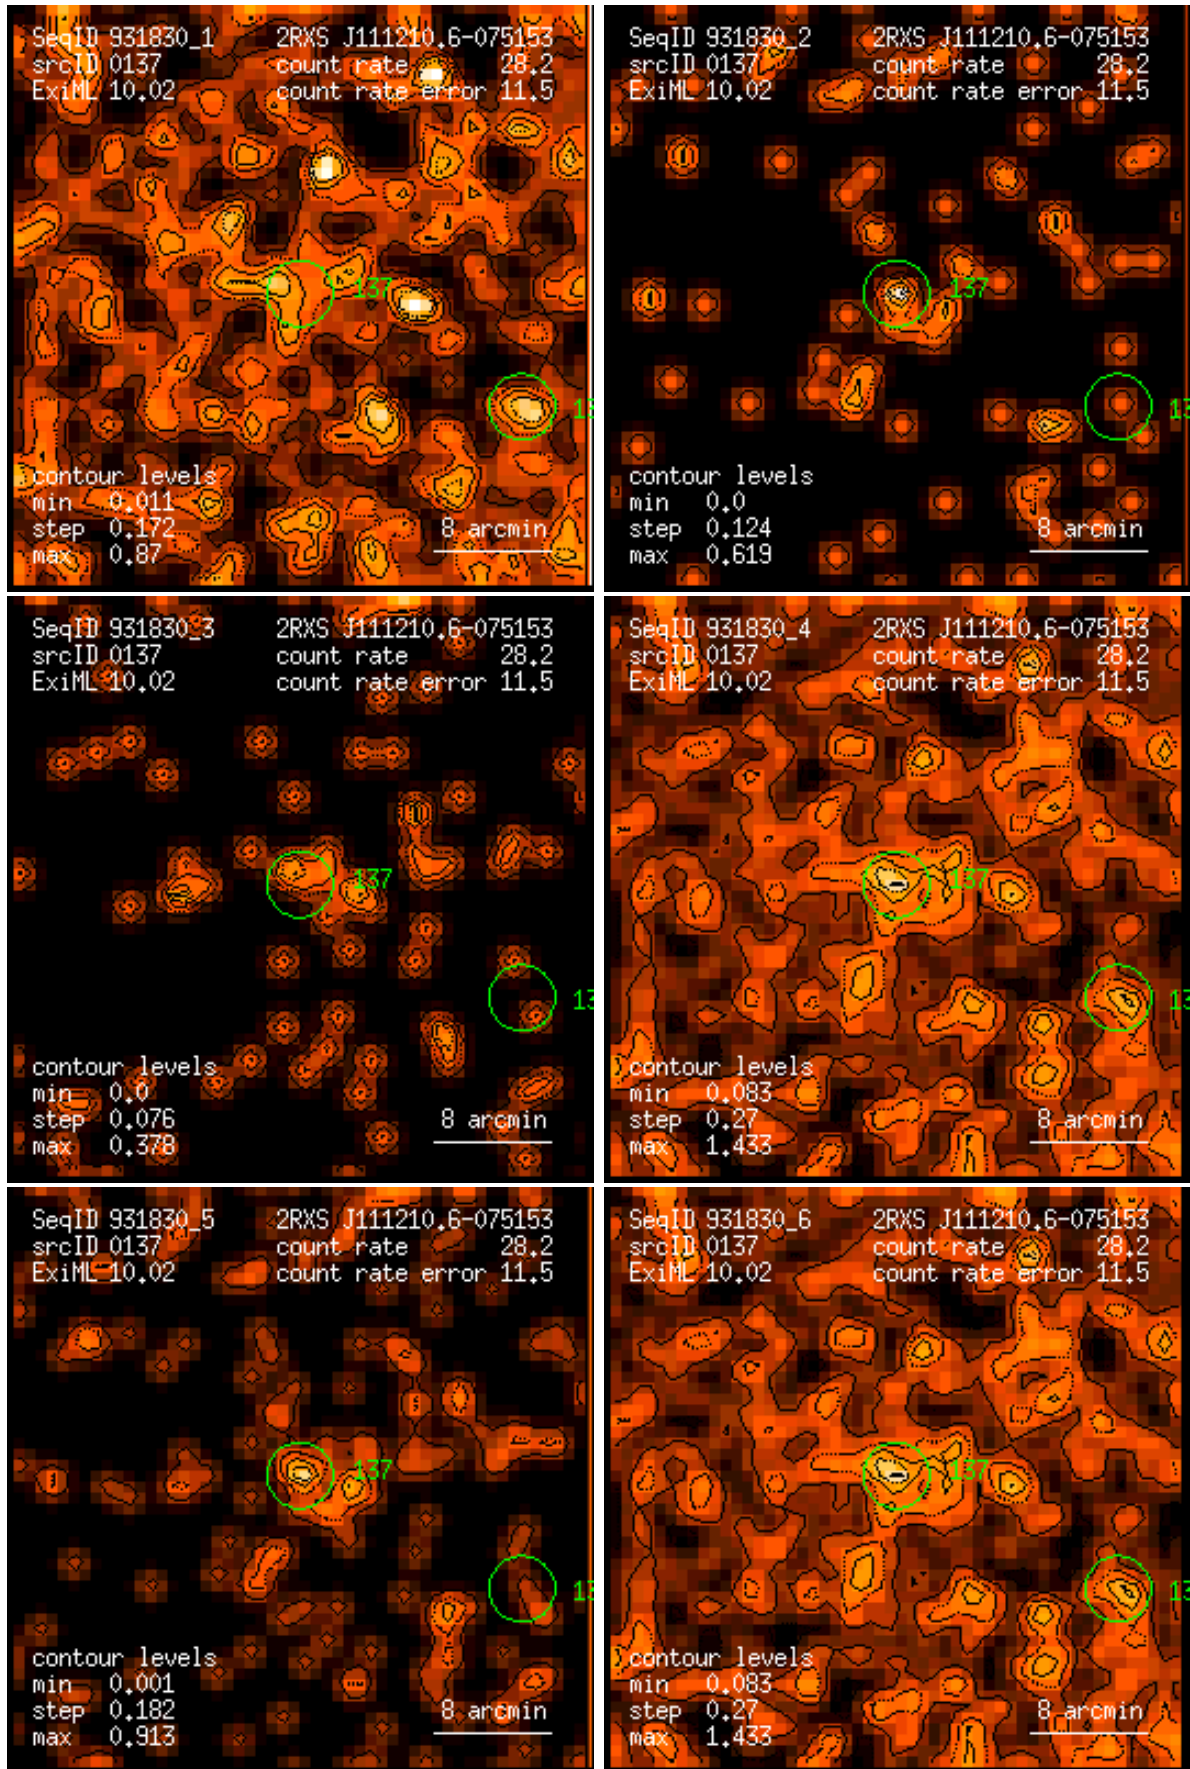 SeqID 931830_1 2RXS J111210.6-075153
srcID 0137 count rate 28.2
ExiML 10.02 count rate error 11.5
137
13
contour levels
min 0.011
step 0.172 8 arcmin
max 0.87
SeqID 931830_2 2RXS J111210.6-075153
srcID 0137 count rate 28.2
ExiML 10.02 count rate error 11.5
137
13
contour levels
min 0.0
step 0.124 8 arcmin
max 0.619
SeqID 931830_3 2RXS J111210.6-075153
srcID 0137 count rate 28.2
ExiML 10.02 count rate error 11.5
137
13
contour levels
min 0.0
step 0.076 8 arcmin
max 0.378
SeqID 931830_4 2RXS J111210.6-075153
srcID 0137 count rate 28.2
ExiML 10.02 count rate error 11.5
137
13
contour levels
min 0.083
step 0.27 8 arcmin
max 1.433
SeqID 931830_5 2RXS J111210.6-075153
srcID 0137 count rate 28.2
ExiML 10.02 count rate error 11.5
137
13
contour levels
min 0.001
step 0.182 8 arcmin
max 0.913
SeqID 931830_6 2RXS J111210.6-075153
srcID 0137 count rate 28.2
ExiML 10.02 count rate error 11.5
137
13
contour levels
min 0.083
step 0.27 8 arcmin
max 1.433